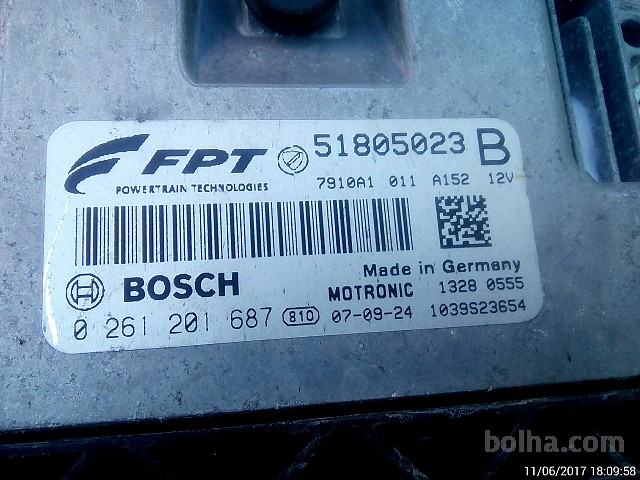 FPT 51805023 B
POWERTRAIN TECHNOLOGIES 7910A1 011 A152 12V
Made in Germany
BOSCH MOTRONIC 1328 0555
0 261 201 687 810 07-09-24 1039S23654
bolha.com
11/06/2017 18:09:58